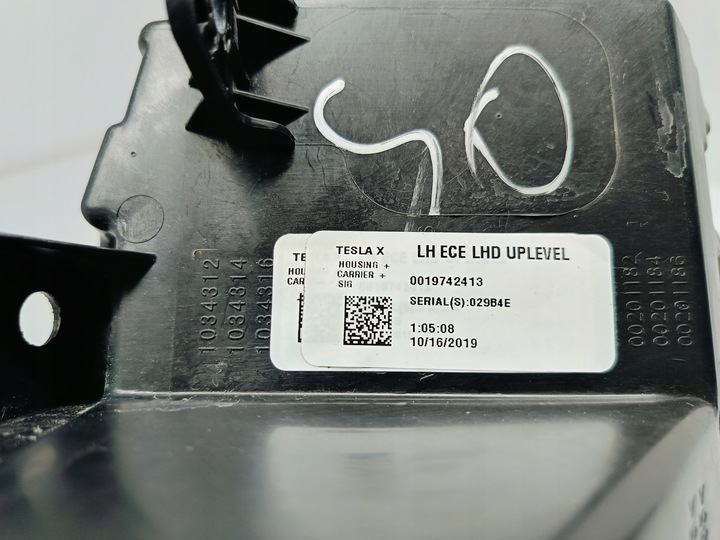 50
TESLA X LH ECE LHD UPLEVEL
HOUSING +
CARRIER + 0019742413
SIG
SERIAL(S):029B4E
1:05:08
10/16/2019
1034312
1034314
1034316
00201182
00201184
00201186